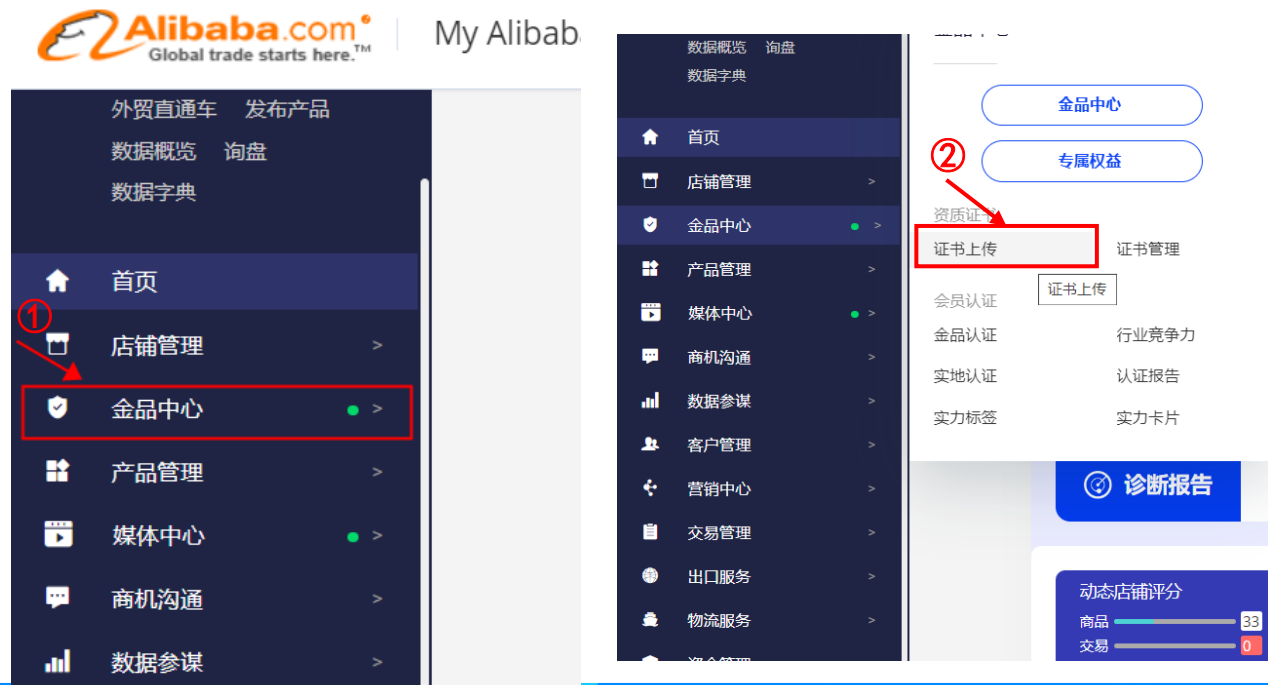 Alibaba.com
Global trade starts here.™
My Alibab
外贸直通车 发布产品
数据概览 询盘
数据字典
首页
①
店铺管理 >
金品中心 >
产品管理 >
媒体中心 >
商机沟通 >
数据参谋 >
数据概览 询盘
数据字典
首页
店铺管理 >
金品中心 >
产品管理 >
媒体中心 >
商机沟通 >
数据参谋 >
客户管理 >
营销中心 >
交易管理 >
出口服务 >
物流服务 >
金品中心
专属权益
②
资质证书
证书上传 证书管理
证书上传
会员认证
金品认证 行业竞争力
实地认证 认证报告
实力标签 实力卡片
诊断报告
动态店铺评分
商品 33
交易 0